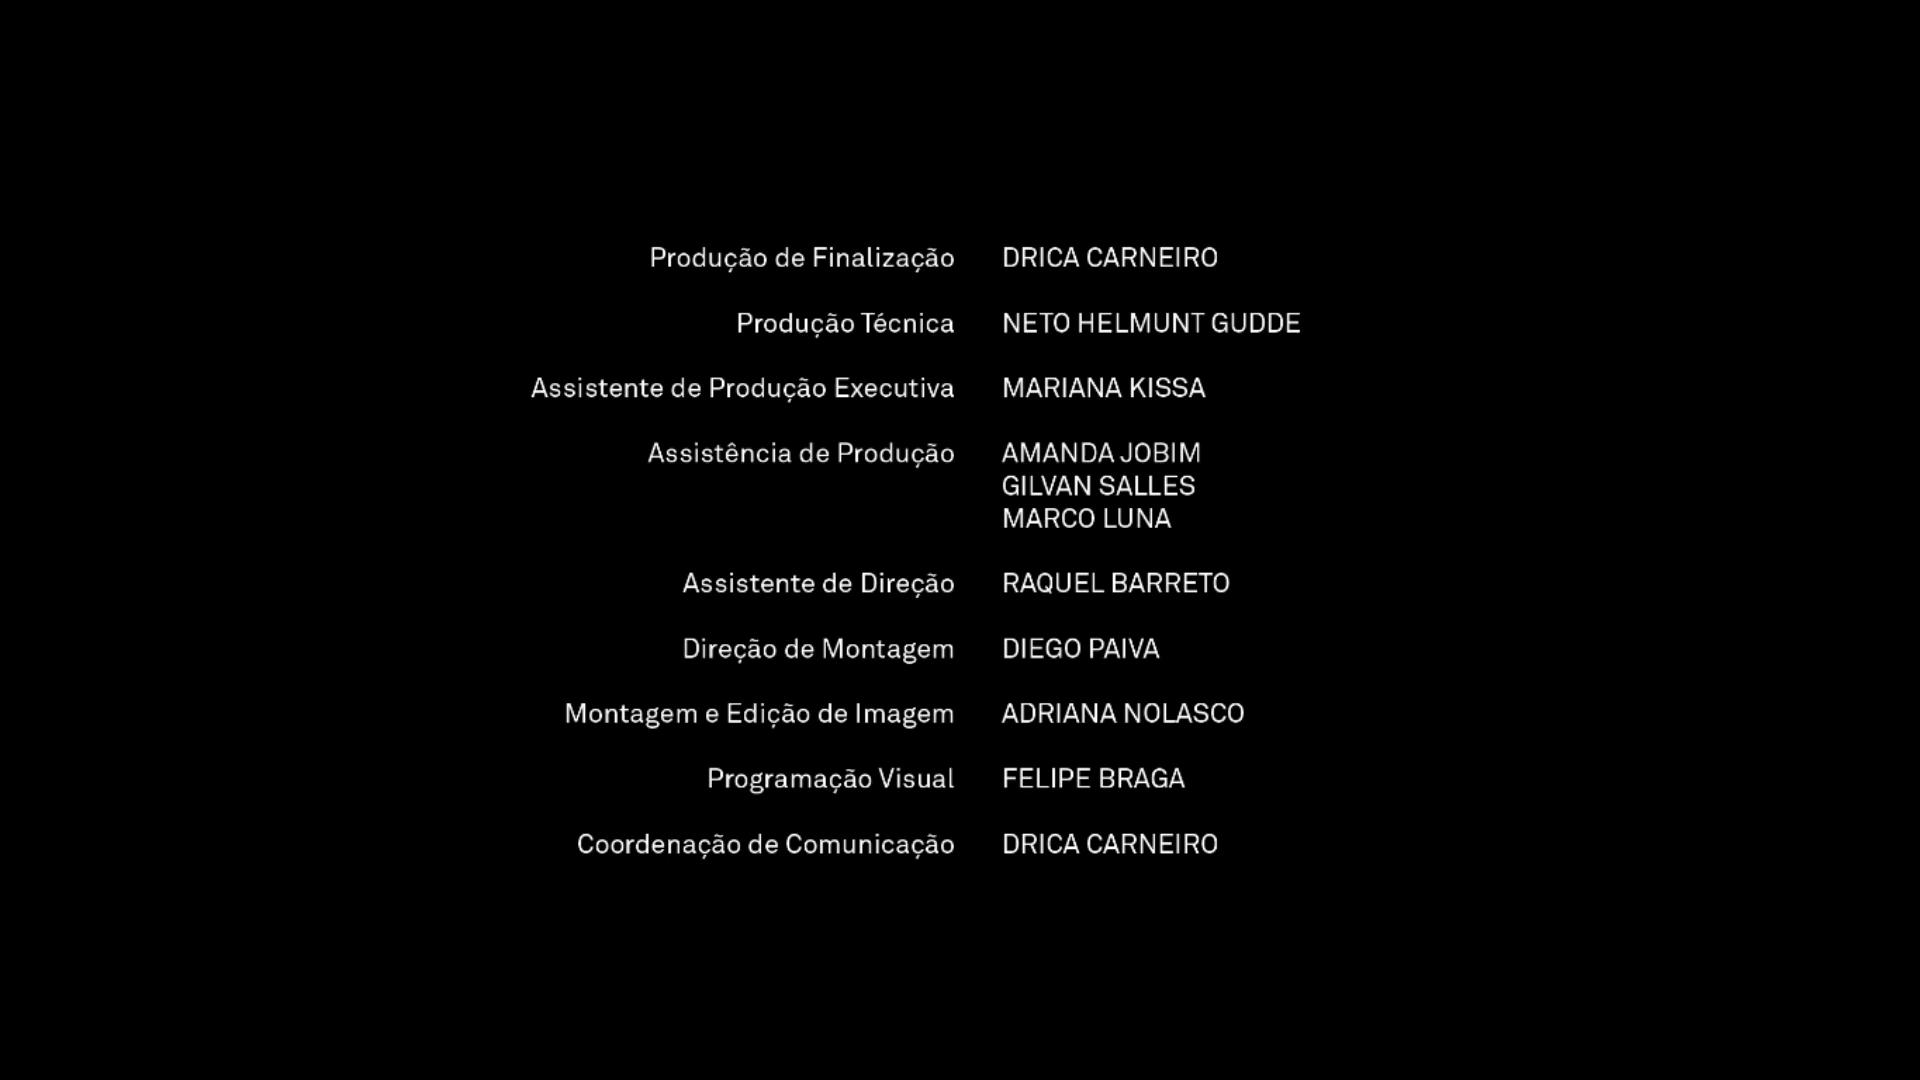 Produção de Finalização DRICA CARNEIRO
Produção Técnica NETO HELMUNT GUDDE
Assistente de Produção Executiva MARIANA KISSA
Assistência de Produção AMANDA JOBIM
GILVAN SALLES
MARCO LUNA
Assistente de Direção RAQUEL BARRETO
Direção de Montagem DIEGO PAIVA
Montagem e Edição de Imagem ADRIANA NOLASCO
Programação Visual FELIPE BRAGA
Coordenação de Comunicação DRICA CARNEIRO